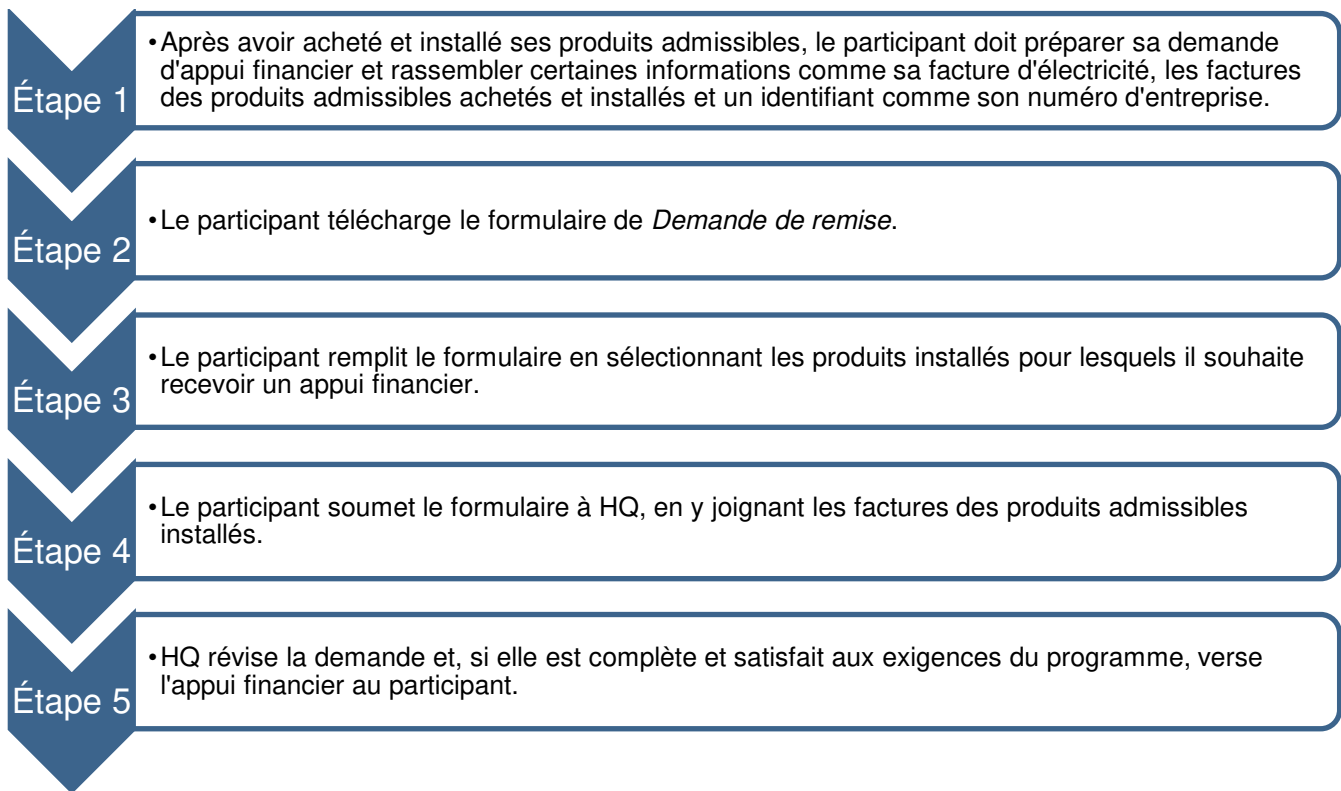 Étape 1
•Après avoir acheté et installé ses produits admissibles, le participant doit préparer sa demande
d'appui financier et rassembler certaines informations comme sa facture d'électricité, les factures
des produits admissibles achetés et installés et un identifiant comme son numéro d'entreprise.
Étape 2
•Le participant télécharge le formulaire de Demande de remise.
Étape 3
•Le participant remplit le formulaire en sélectionnant les produits installés pour lesquels il souhaite
recevoir un appui financier.
Étape 4
•Le participant soumet le formulaire à HQ, en y joignant les factures des produits admissibles
installés.
Étape 5
•HQ révise la demande et, si elle est complète et satisfait aux exigences du programme, verse
l'appui financier au participant.